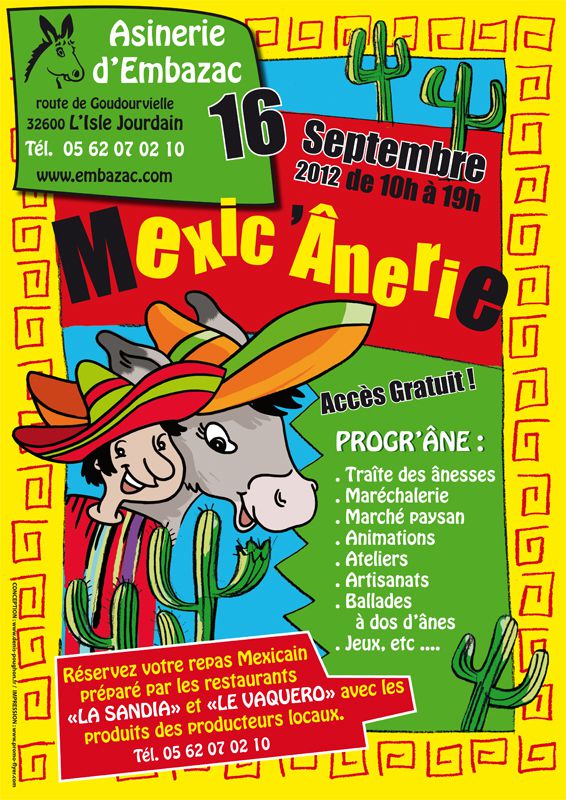 Asinerie
d'Embazac
route de Goudourvielle
32600 L'Isle Jourdain
Tél. 05 62 07 02 10
www.embazac.com
16
Septembre
2012 de 10h à 19h
Mexic'Ânerie
Accès Gratuit !
PROGR'ÂNE :
. Traîte des ânesses
. Maréchalerie
. Marché paysan
. Animations
. Ateliers
. Artisanats
. Ballades
à dos d'ânes
. Jeux, etc ....
Réservez votre repas Mexicain
préparé par les restaurants
«LA SANDIA» et «LE VAQUERO» avec les
produits des producteurs locaux.
Tél. 05 62 07 02 10